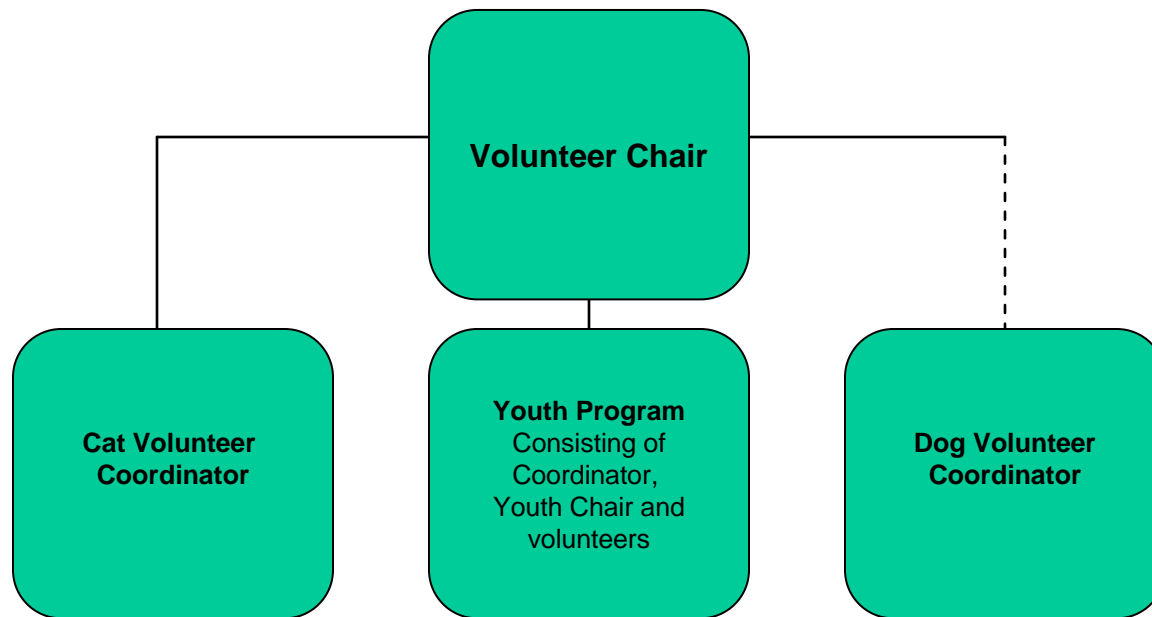 Volunteer Chair
Cat Volunteer
Coordinator
Youth Program
Consisting of
Coordinator,
Youth Chair and
volunteers
Dog Volunteer
Coordinator